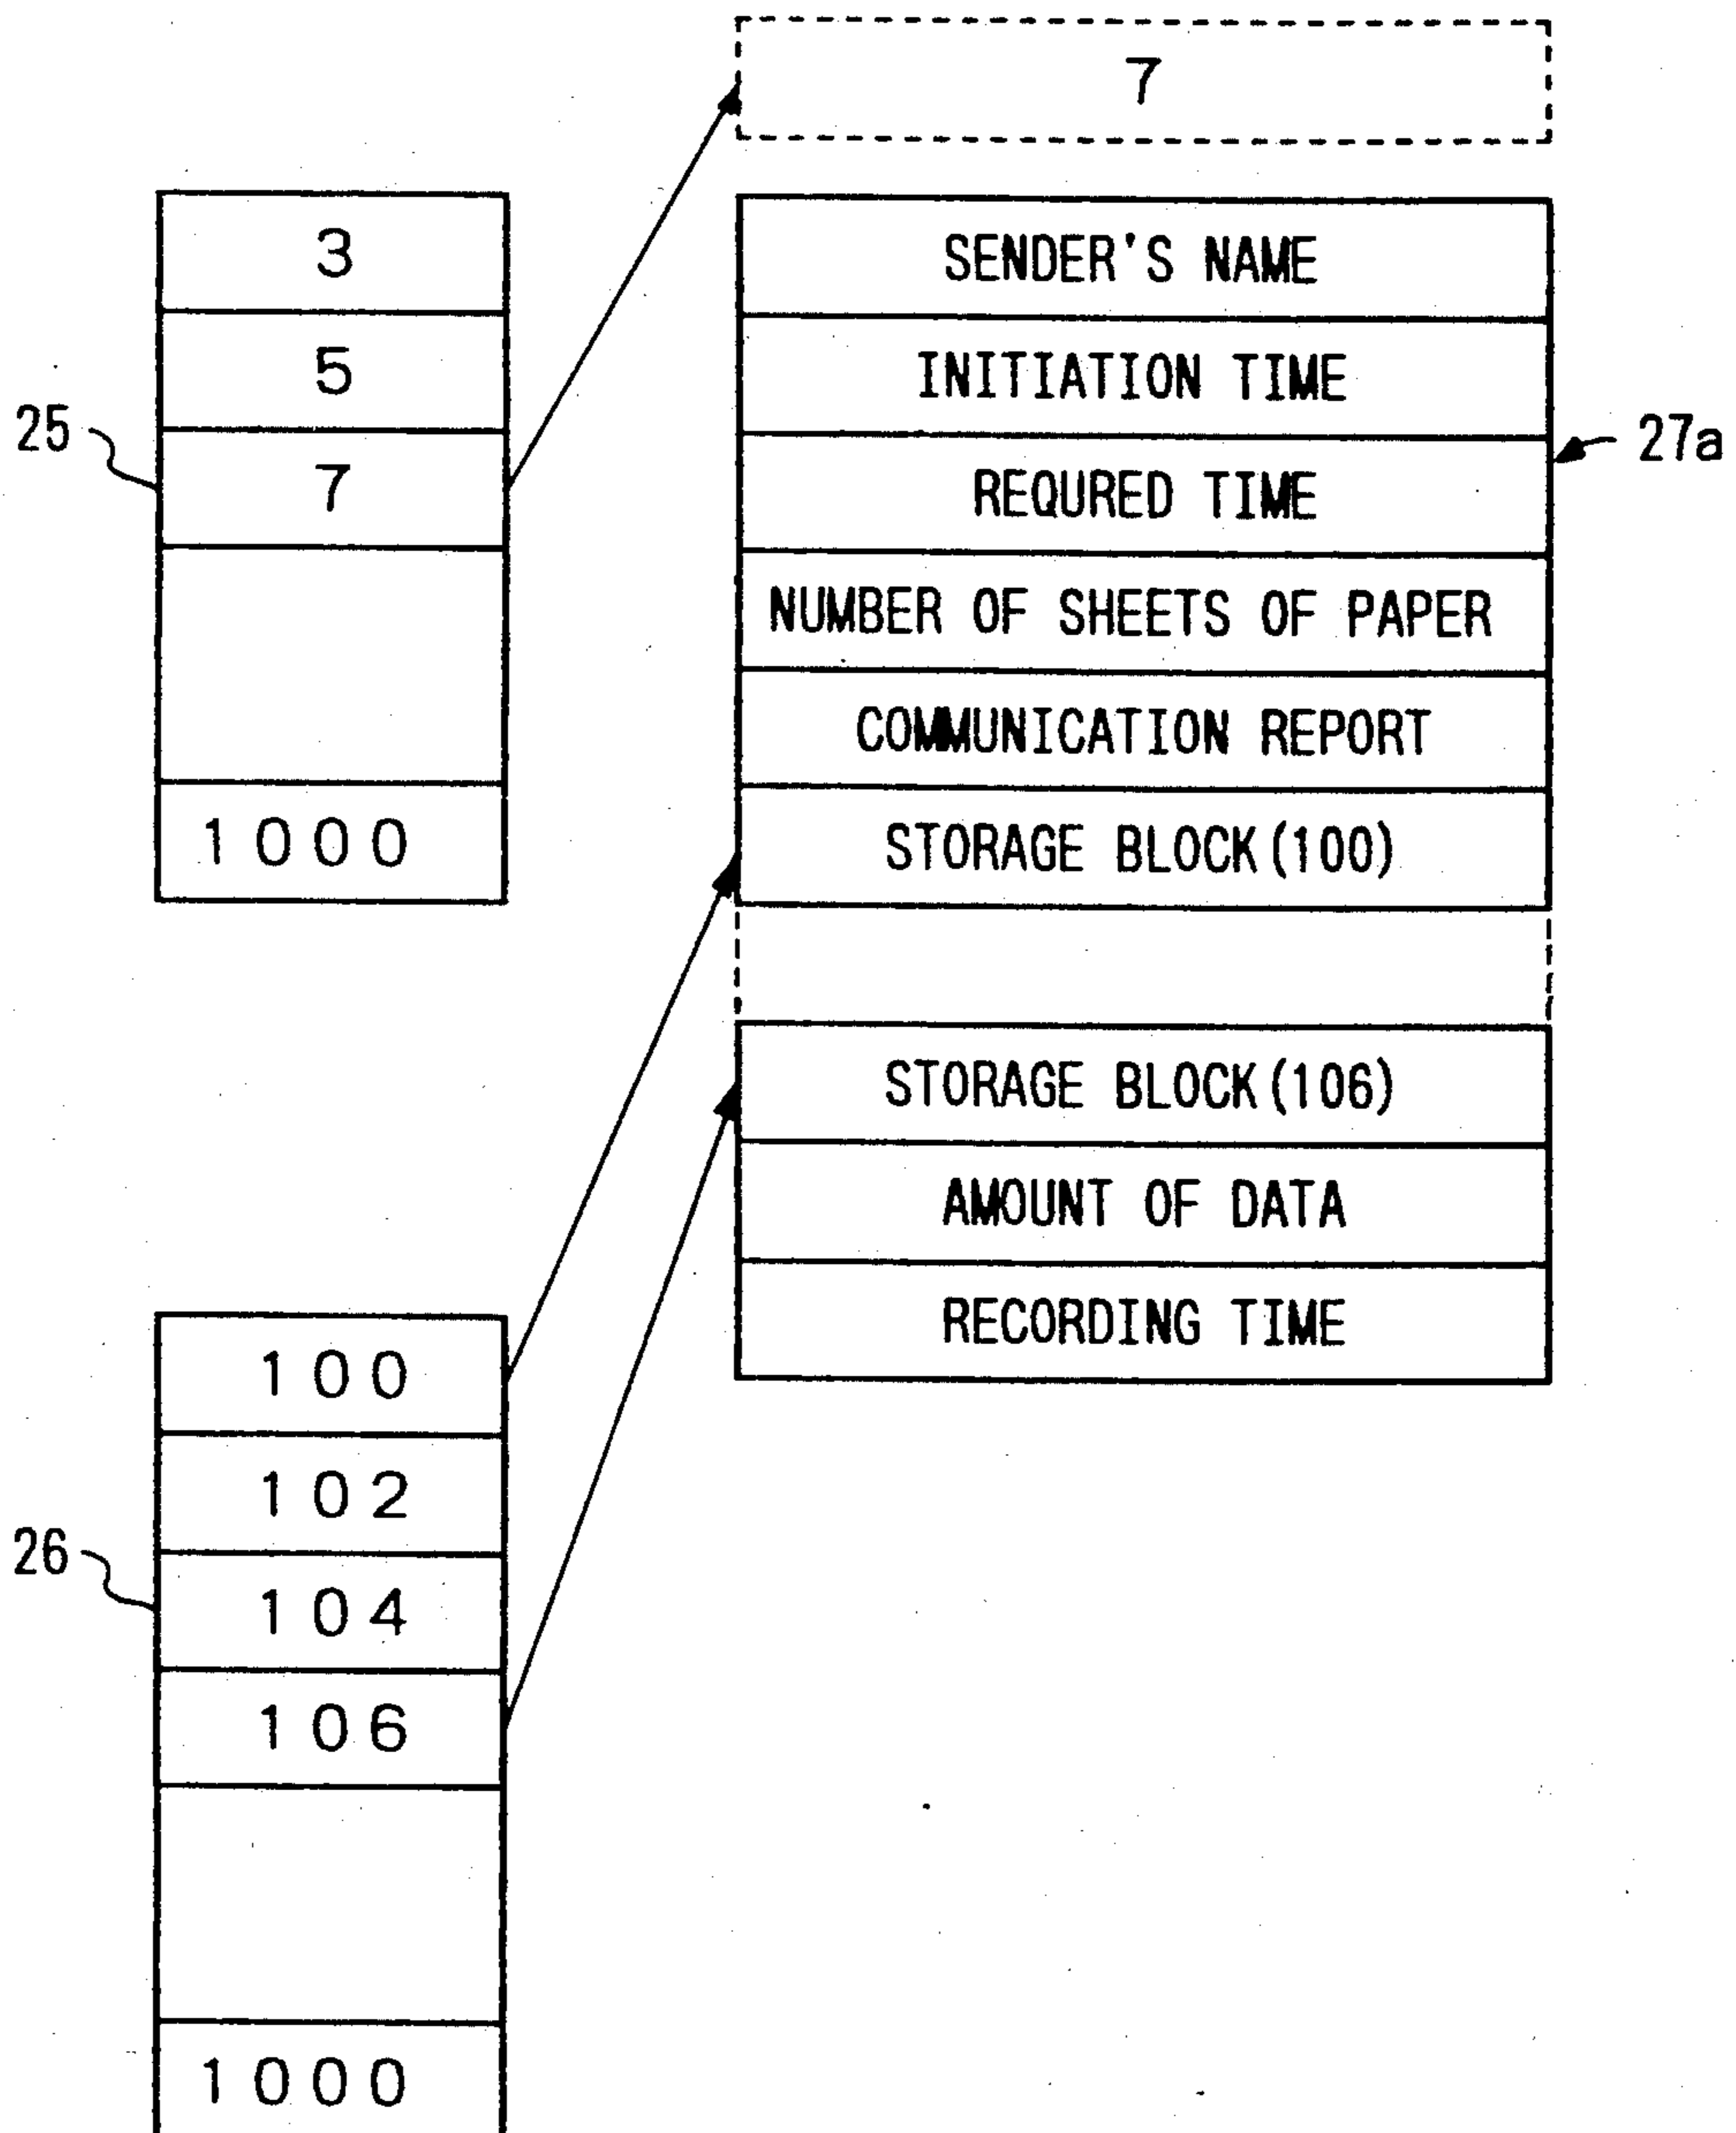 7
3
5
7
1000
25
SENDER'S NAME
INITIATION TIME
REQURED TIME
NUMBER OF SHEETS OF PAPER
COMMUNICATION REPORT
STORAGE BLOCK(100)
27a
STORAGE BLOCK(106)
AMOUNT OF DATA
RECORDING TIME
100
102
104
106
1000
26